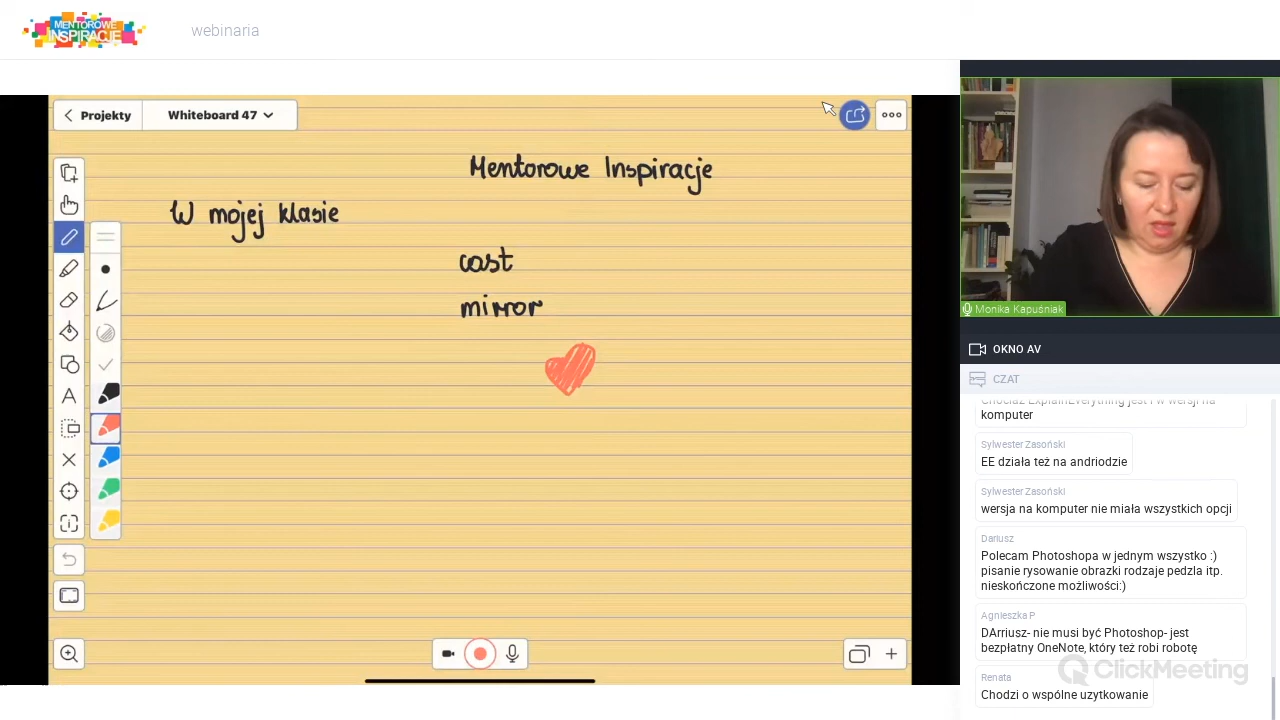 MENTOROWE
INSPIRACJE
webinaria
Projekty
Whiteboard 47
Mentorowe Inspiracje
W mojej klasie
cast
mirror
A
Monika Kapuśniak
OKNO AV
CZAT
Chociaż ExplainEverything jest i w wersji na
komputer
Sylwester Zasoński
EE działa też na andriodzie
Sylwester Zasoński
wersja na komputer nie miała wszystkich opcji
Dariusz
Polecam Photoshopa w jednym wszystko :)
pisanie rysowanie obrazki rodzaje pedzla itp.
nieskończone możliwości:)
Agnieszka P
DArriusz- nie musi być Photoshop- jest
bezpłatny OneNote, który też robi robotę
Renata
Chodzi o wspólne uzytkowanie
ClickMeeting